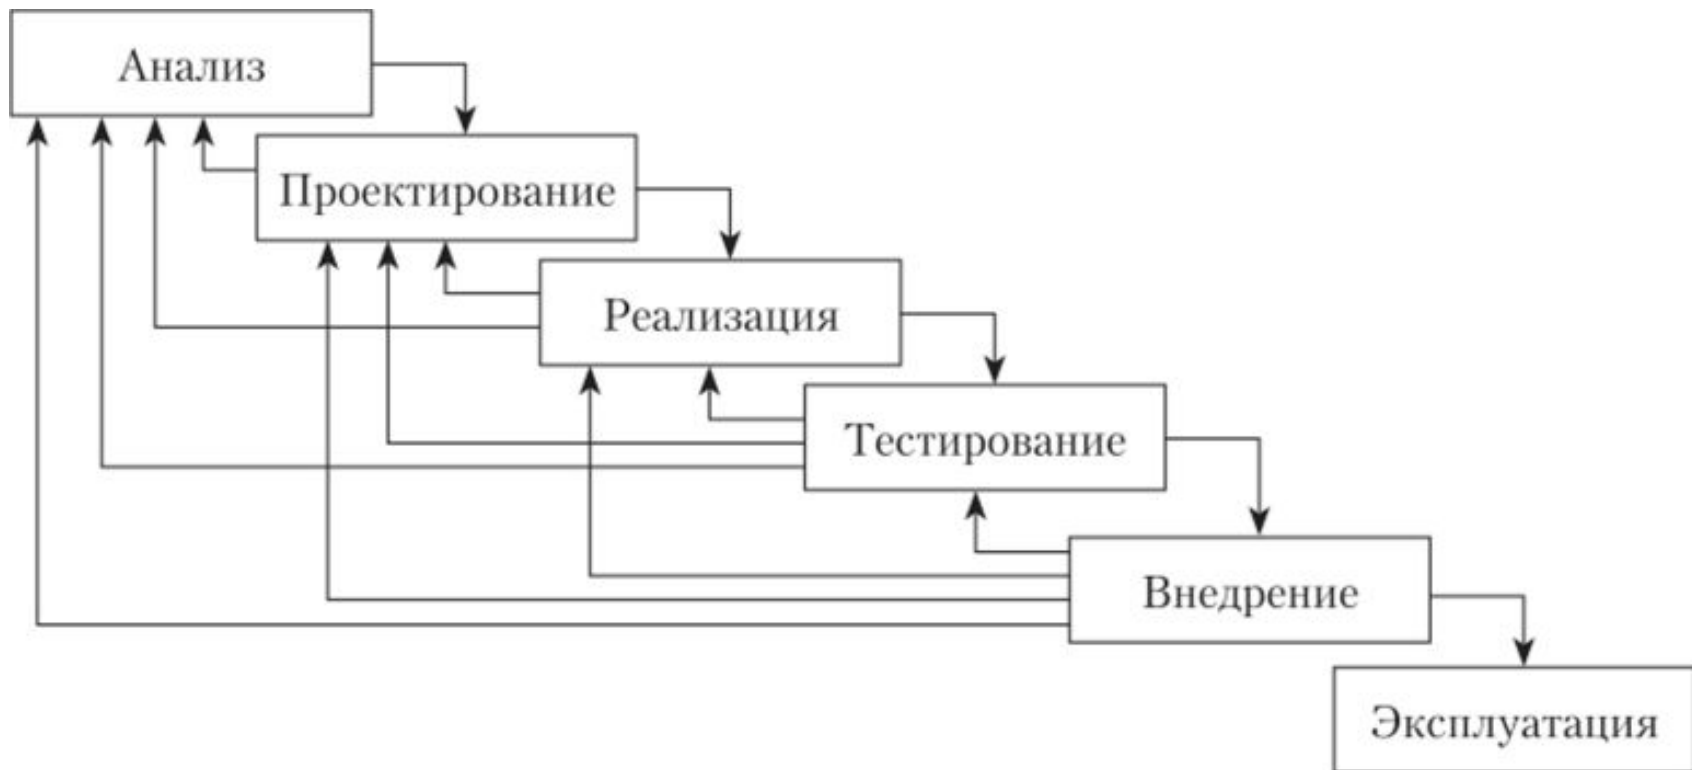 Анализ
Проектирование
Реализация
Тестирование
Внедрение
Эксплуатация